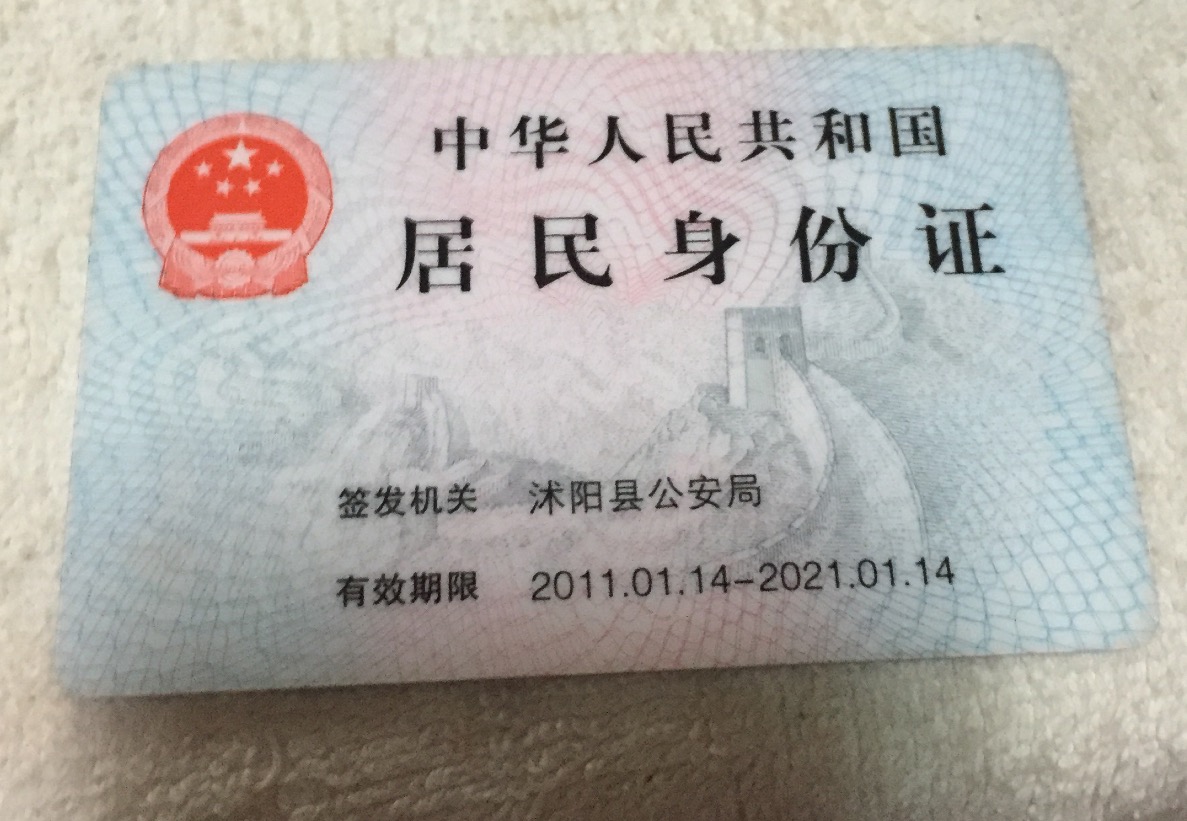 中华人民共和国
居民身份证
签发机关 沭阳县公安局
有效期限 2011.01.14-2021.01.14